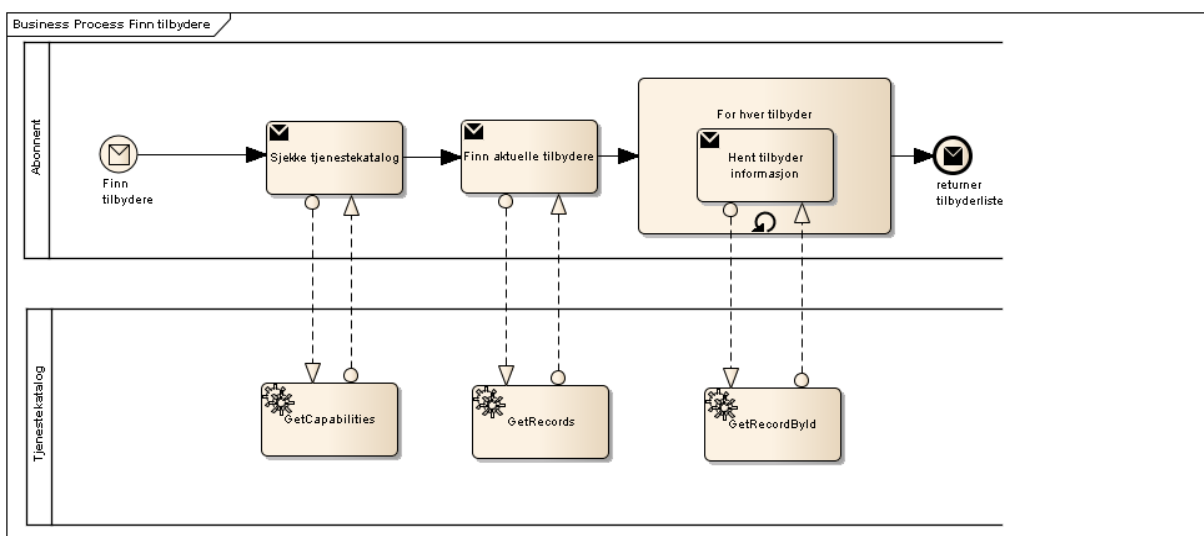 Business Process Finn tilbydere
Abonnent
Finn
tilbydere
Sjekke tjenestekatalog
Finn aktuelle tilbydere
For hver tilbyder
Hent tilbyder
informasjon
returner
tilbyderliste
Tjenestekatalog
GetCapabilities
GetRecords
GetRecordById